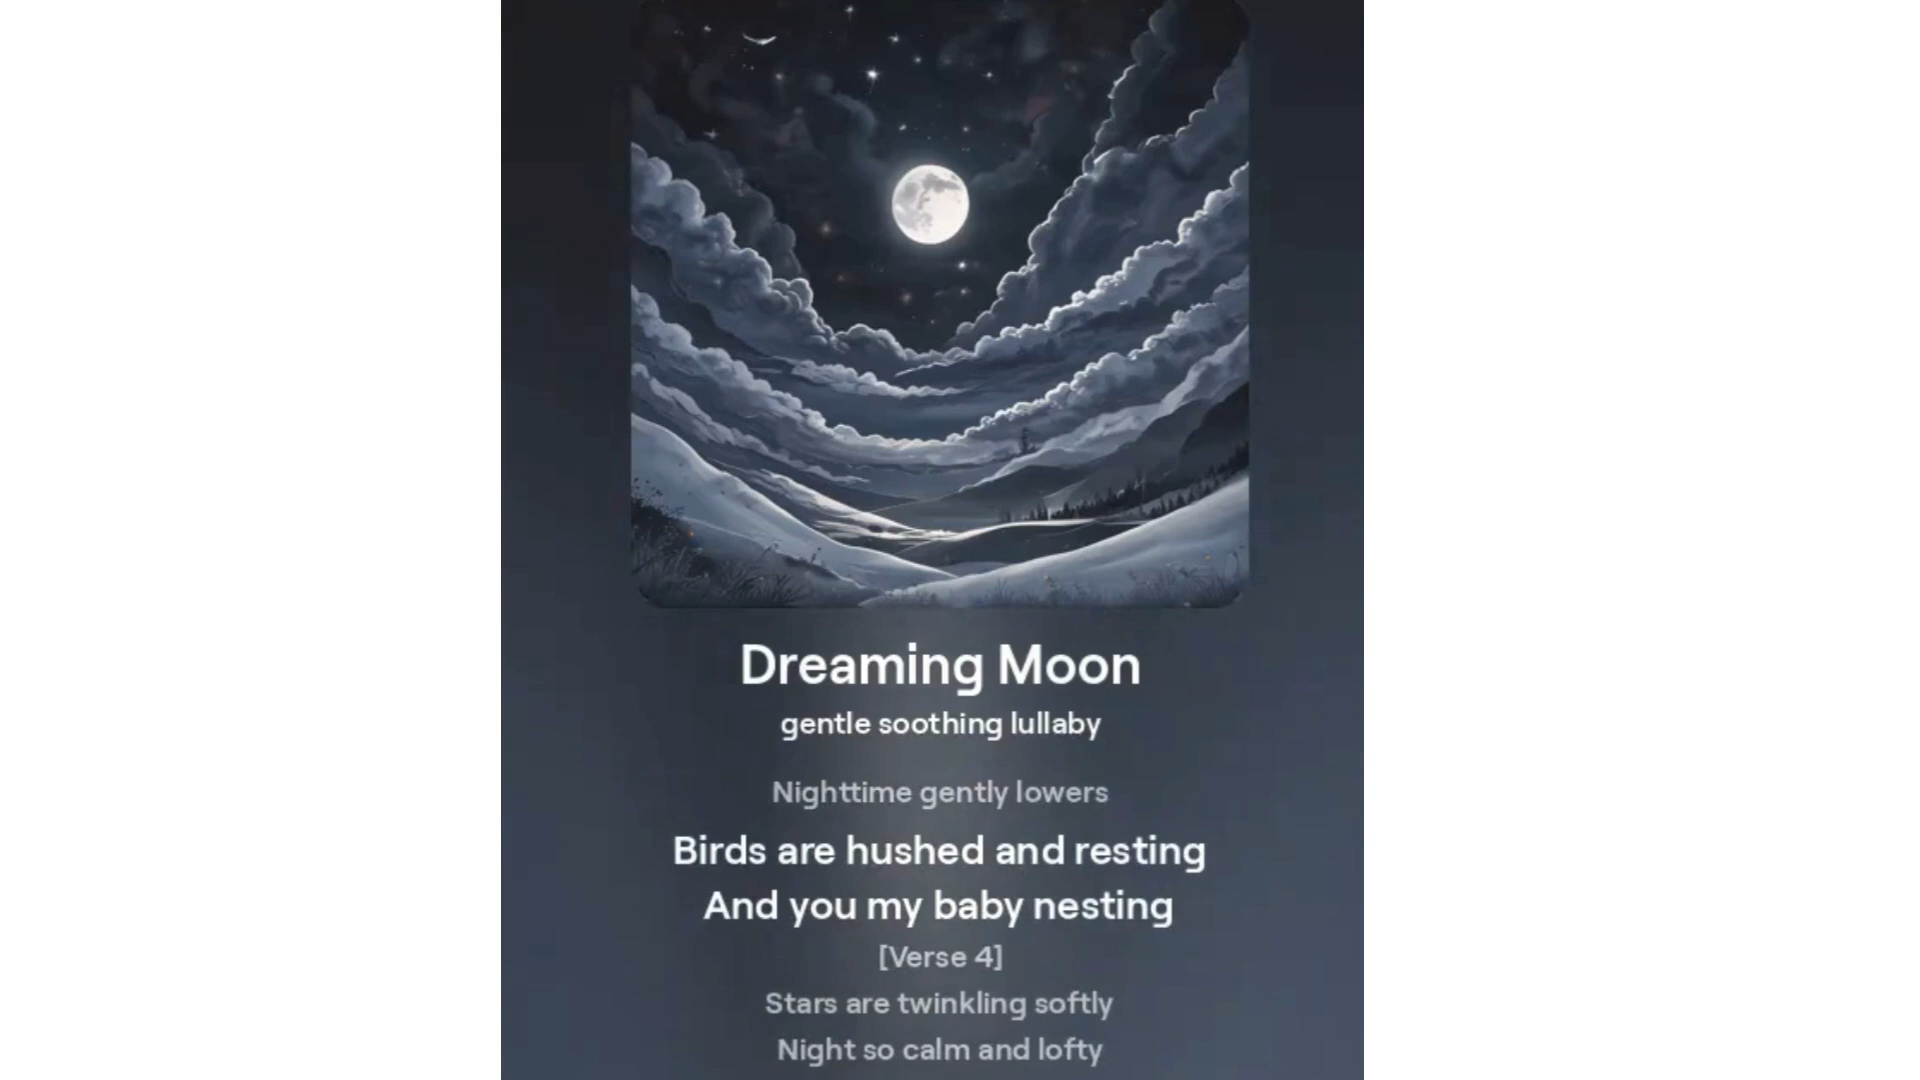 Dreaming Moon
gentle soothing lullaby
Nighttime gently lowers
Birds are hushed and resting
And you my baby nesting
[Verse 4]
Stars are twinkling softly
Night so calm and lofty